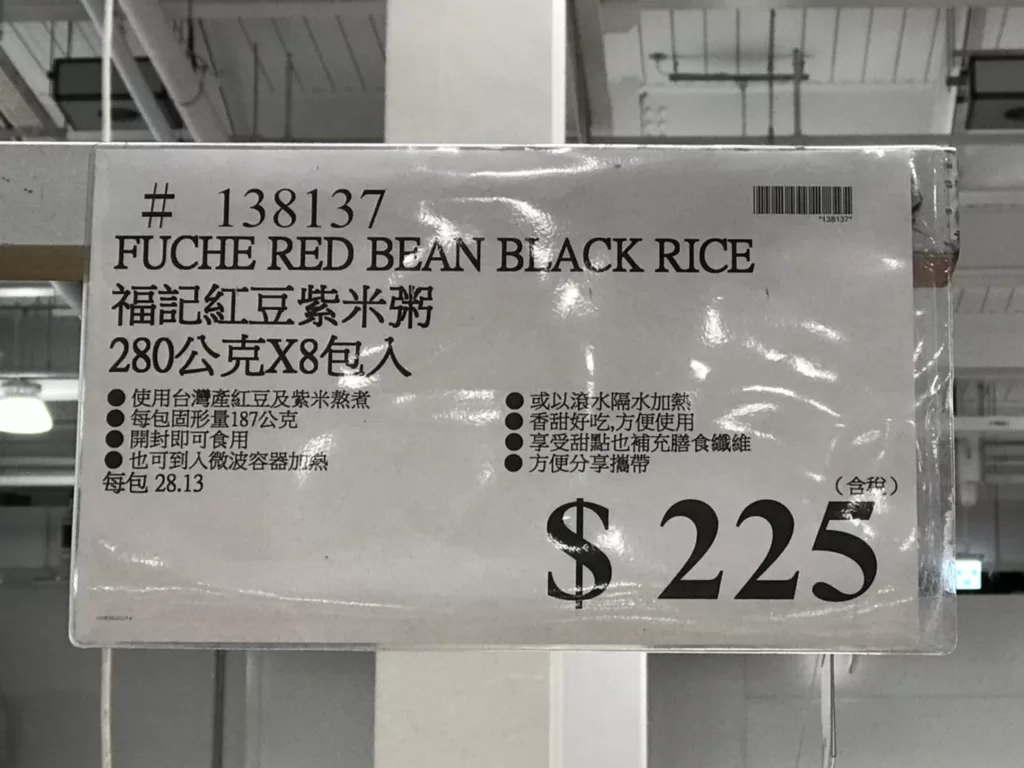 # 138137
*138137*
FUCHE RED BEAN BLACK RICE
福記紅豆紫米粥
280公克X8包入
●使用台灣產紅豆及紫米熬煮
●每包固形量187公克
●開封即可食用
●也可到入微波容器加熱
每包 28.13
●或以滾水隔水加熱
●香甜好吃,方便使用
●享受甜點也補充膳食纖維
●方便分享攜帶
(含稅)
$ 225